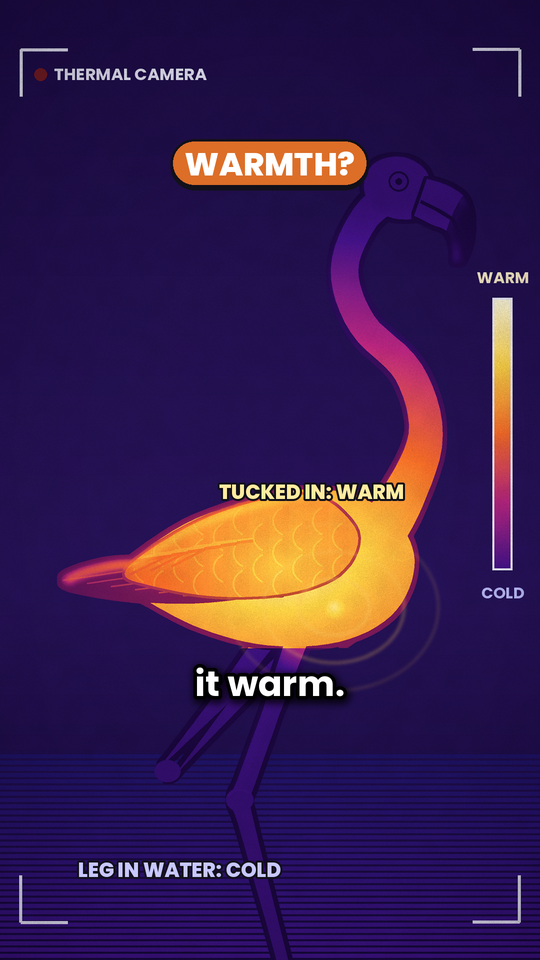 THERMAL CAMERA
WARMTH?
WARM
TUCKED IN: WARM
COLD
it warm.
LEG IN WATER: COLD